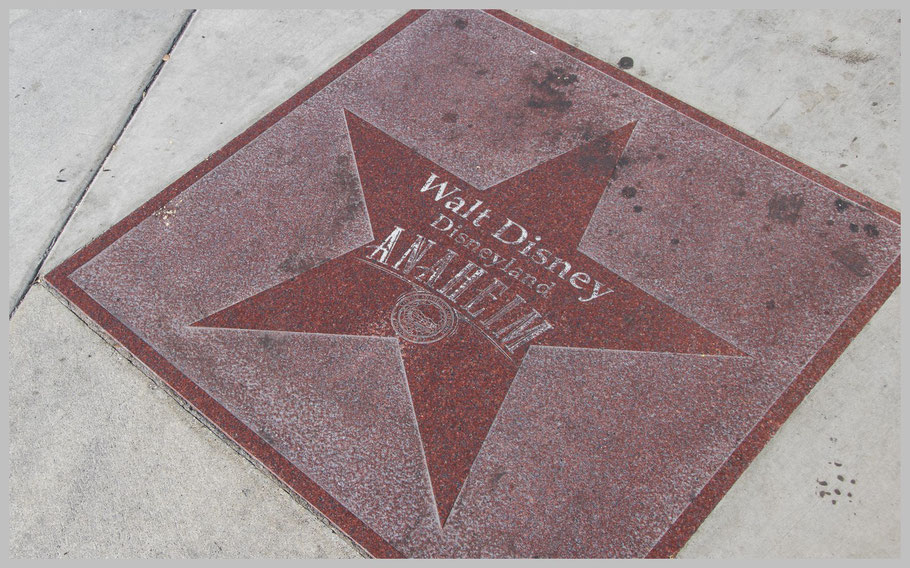 Walt Disney
Disneyland
ANAHEIM